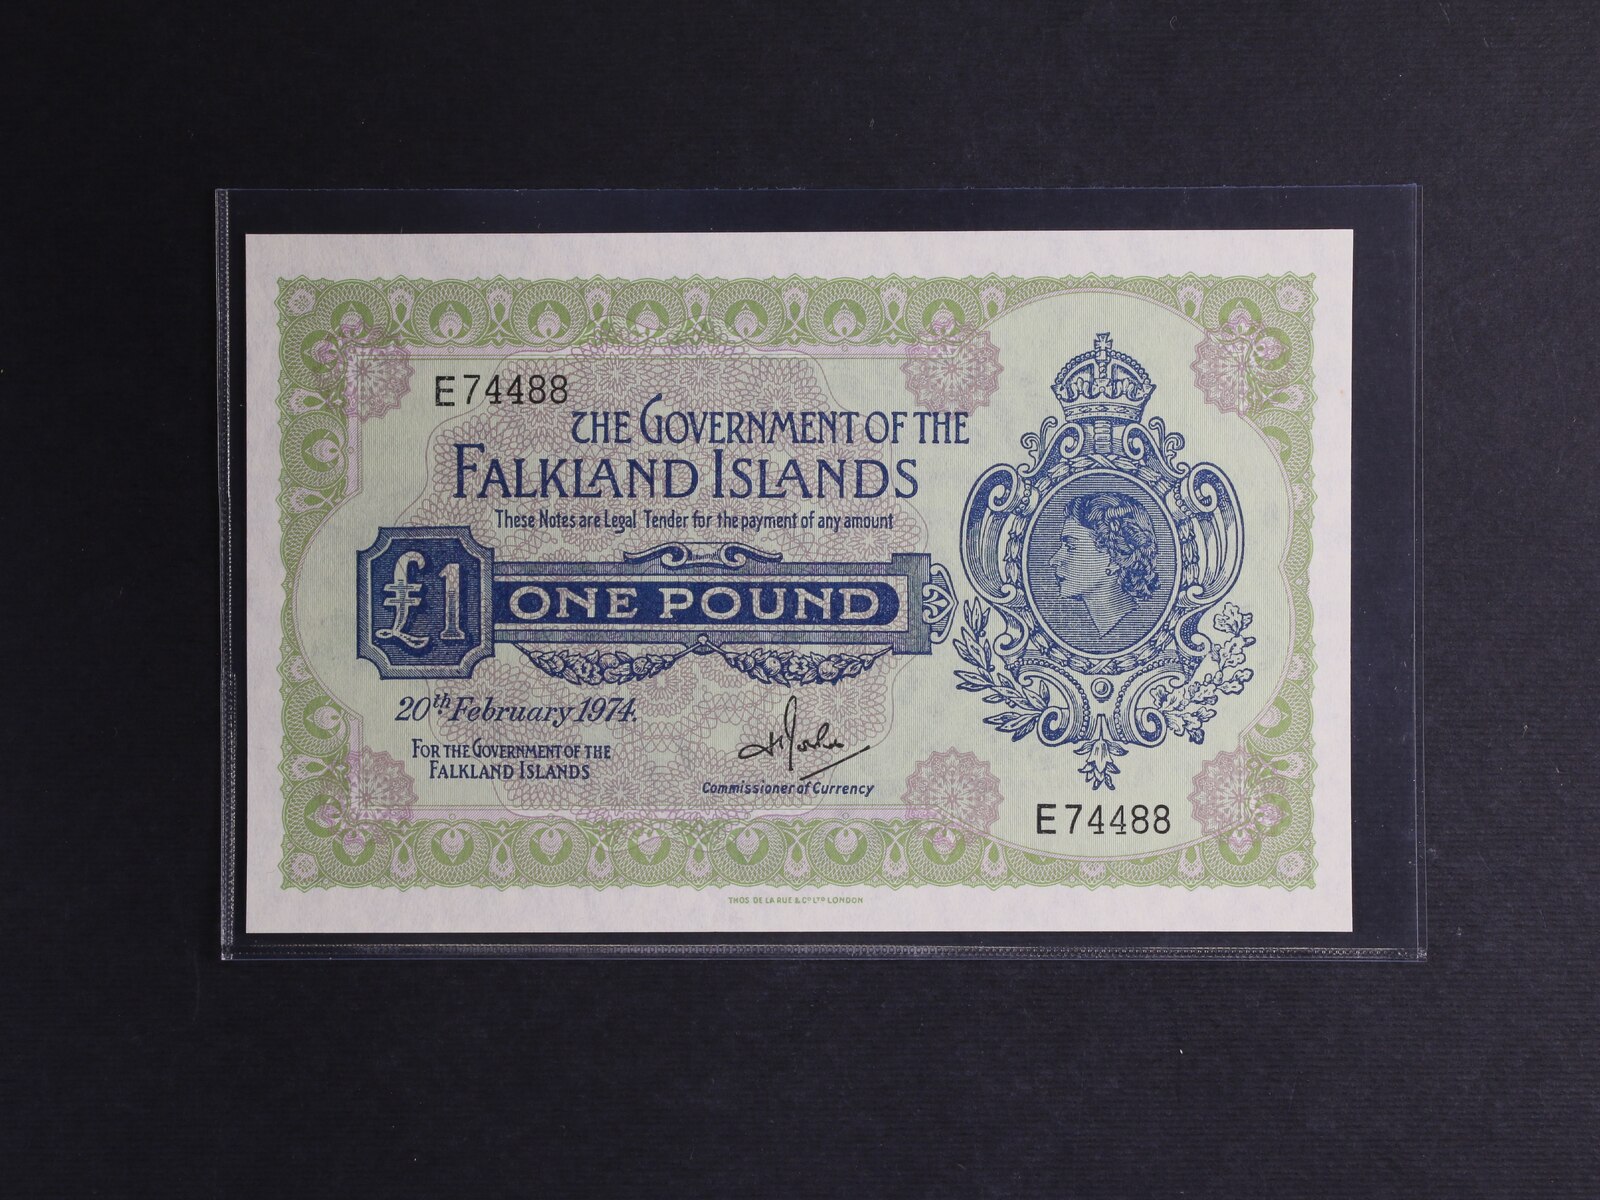 E74488
THE GOVERNMENT OF THE
FALKLAND ISLANDS
These Notes are Legal Tender for the payment of any amount
£1
ONE POUND
20th February 1974.
FOR THE GOVERNMENT OF THE
FALKLAND ISLANDS
Commissioner of Currency
E74488
THOS DE LA RUE & CO LTD LONDON